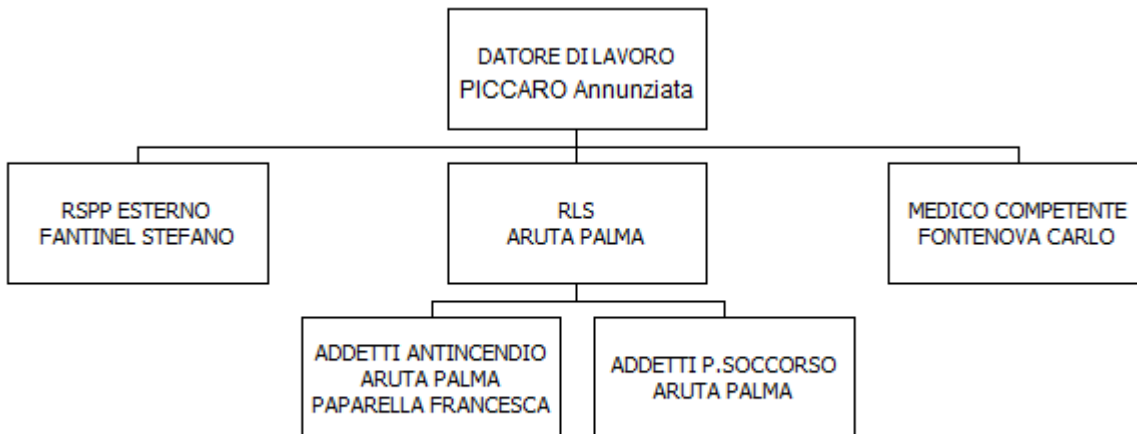 DATORE DI LAVORO
PICCARO Annunziata
RSPP ESTERNO
FANTINEL STEFANO
RLS
ARUTA PALMA
MEDICO COMPETENTE
FONTENOVA CARLO
ADDETTI ANTINCENDIO
ARUTA PALMA
PAPARELLA FRANCESCA
ADDETTI P.SOCCORSO
ARUTA PALMA